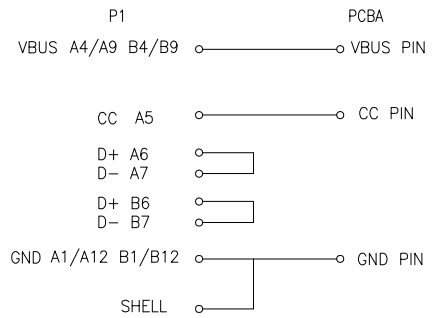 P1 PCBA
VBUS A4/A9 B4/B9 VBUS PIN
CC A5 CC PIN
D+ A6
D- A7
D+ B6
D- B7
GND A1/A12 B1/B12 GND PIN
SHELL